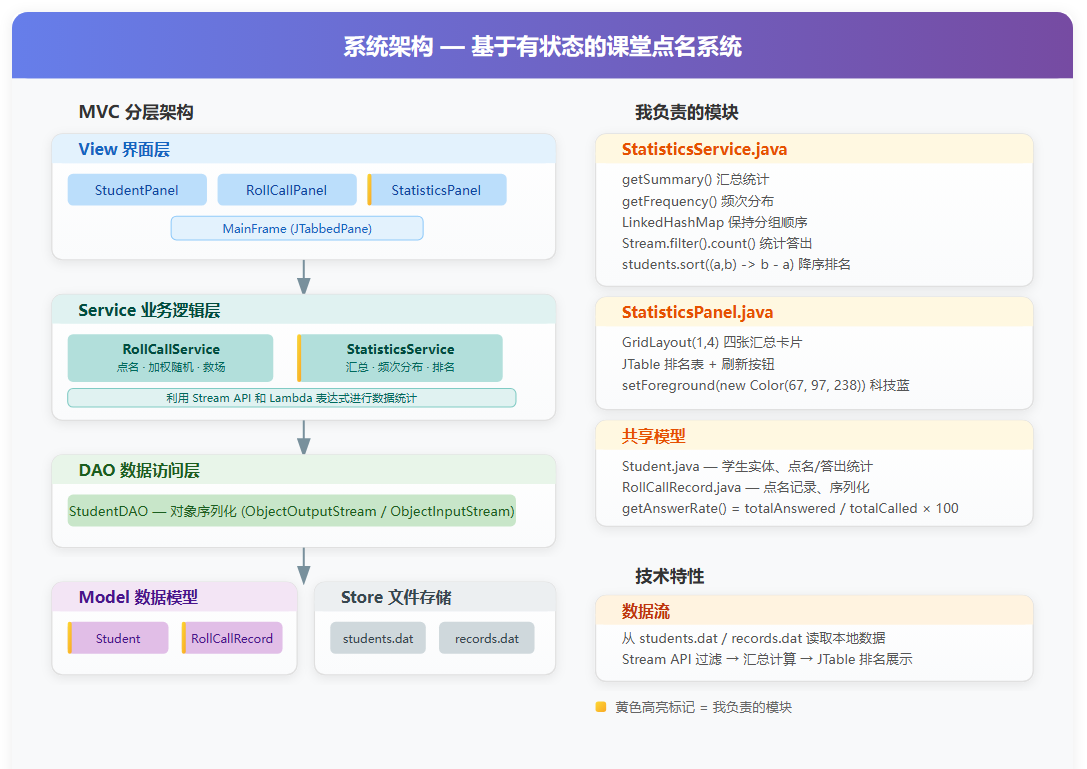 系统架构 — 基于有状态的课堂点名系统
MVC 分层架构
View 界面层
StudentPanel
RollCallPanel
StatisticsPanel
MainFrame (JTabbedPane)
Service 业务逻辑层
RollCallService
点名 · 加权随机 · 救场
StatisticsService
汇总 · 频次分布 · 排名
利用 Stream API 和 Lambda 表达式进行数据统计
DAO 数据访问层
StudentDAO — 对象序列化 (ObjectOutputStream / ObjectInputStream)
Model 数据模型
Student
RollCallRecord
Store 文件存储
students.dat
records.dat
我负责的模块
StatisticsService.java
getSummary() 汇总统计
getFrequency() 频次分布
LinkedHashMap 保持分组顺序
Stream.filter().count() 统计答出
students.sort((a,b) -> b - a) 降序排名
StatisticsPanel.java
GridLayout(1,4) 四张汇总卡片
JTable 排名表 + 刷新按钮
setForeground(new Color(67, 97, 238)) 科技蓝
共享模型
Student.java — 学生实体、点名/答出统计
RollCallRecord.java — 点名记录、序列化
getAnswerRate() = totalAnswered / totalCalled × 100
技术特性
数据流
从 students.dat / records.dat 读取本地数据
Stream API 过滤 → 汇总计算 → JTable 排名展示
黄色高亮标记 = 我负责的模块